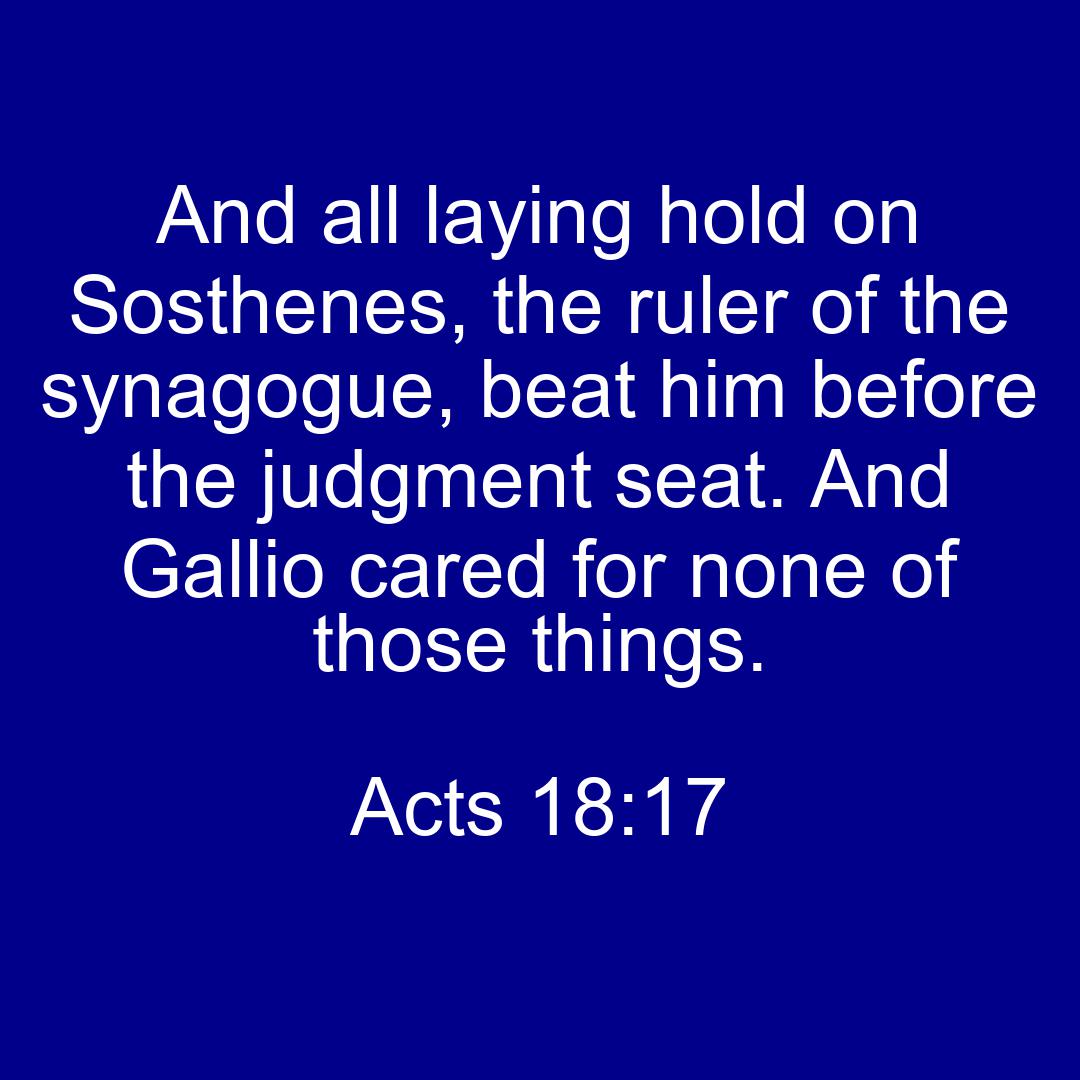 And all laying hold on
Sosthenes, the ruler of the
synagogue, beat him before
the judgment seat. And
Gallio cared for none of
those things.
Acts 18:17